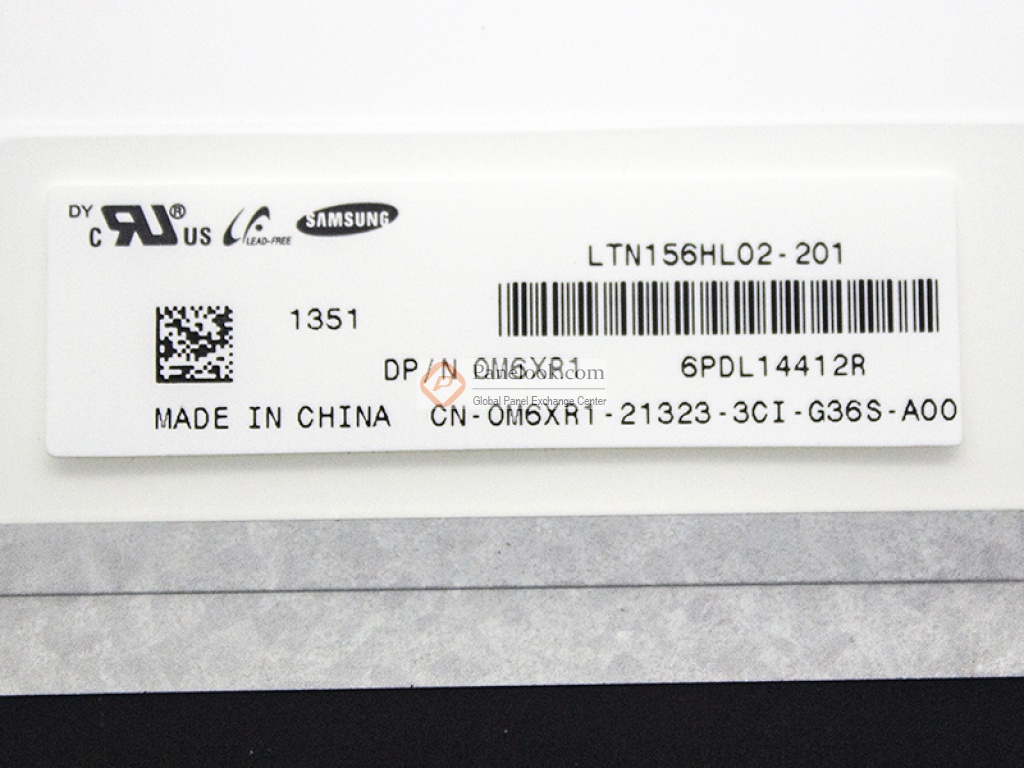 DY
C RU® US
LEAD-FREE
SAMSUNG
LTN156HL02-201
1351
DP/N 0M6XR1
6PDL14412R
Panelook.com
Global Panel Exchange Center
MADE IN CHINA
CN-0M6XR1-21323-3CI-G36S-A00